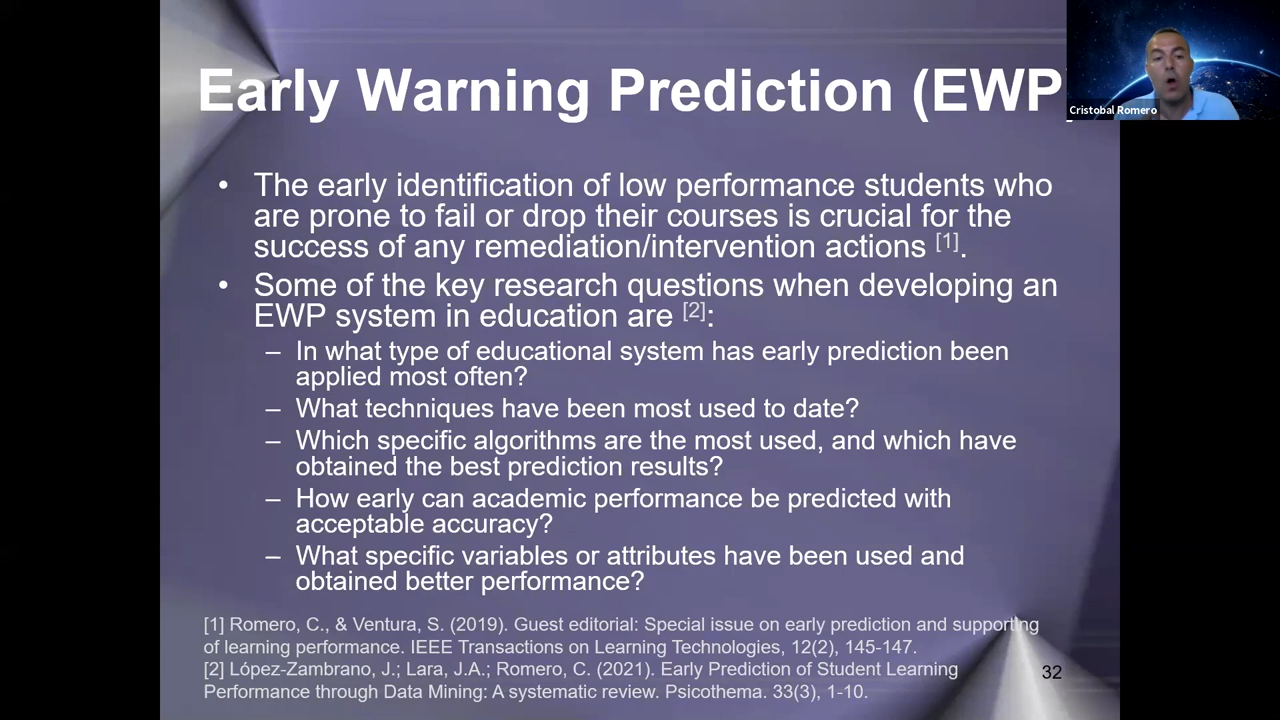 Early Warning Prediction (EWP)
Cristobal Romero
• The early identification of low performance students who
are prone to fail or drop their courses is crucial for the
success of any remediation/intervention actions [1].
• Some of the key research questions when developing an
EWP system in education are [2]:
– In what type of educational system has early prediction been
applied most often?
– What techniques have been most used to date?
– Which specific algorithms are the most used, and which have
obtained the best prediction results?
– How early can academic performance be predicted with
acceptable accuracy?
– What specific variables or attributes have been used and
obtained better performance?
[1] Romero, C., & Ventura, S. (2019). Guest editorial: Special issue on early prediction and supporting
of learning performance. IEEE Transactions on Learning Technologies, 12(2), 145-147.
[2] López-Zambrano, J.; Lara, J.A.; Romero, C. (2021). Early Prediction of Student Learning
Performance through Data Mining: A systematic review. Psicothema. 33(3), 1-10.
32